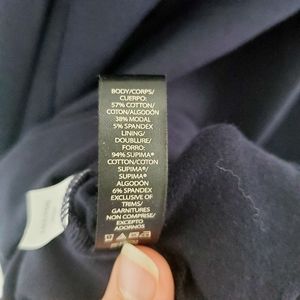 BODY/CORPS/
CUERPO:
57% COTTON/
COTON/ALGODÓN
38% MODAL
5% SPANDEX
LINING/
DOUBLURE/
FORRO:
94% SUPIMA®
COTTON/COTON
SUPIMA®/
SUPIMA®
ALGODÓN
6% SPANDEX
EXCLUSIVE OF
TRIMS/
GARNITURES
NON COMPRISE/
EXCEPTO
ADORNOS